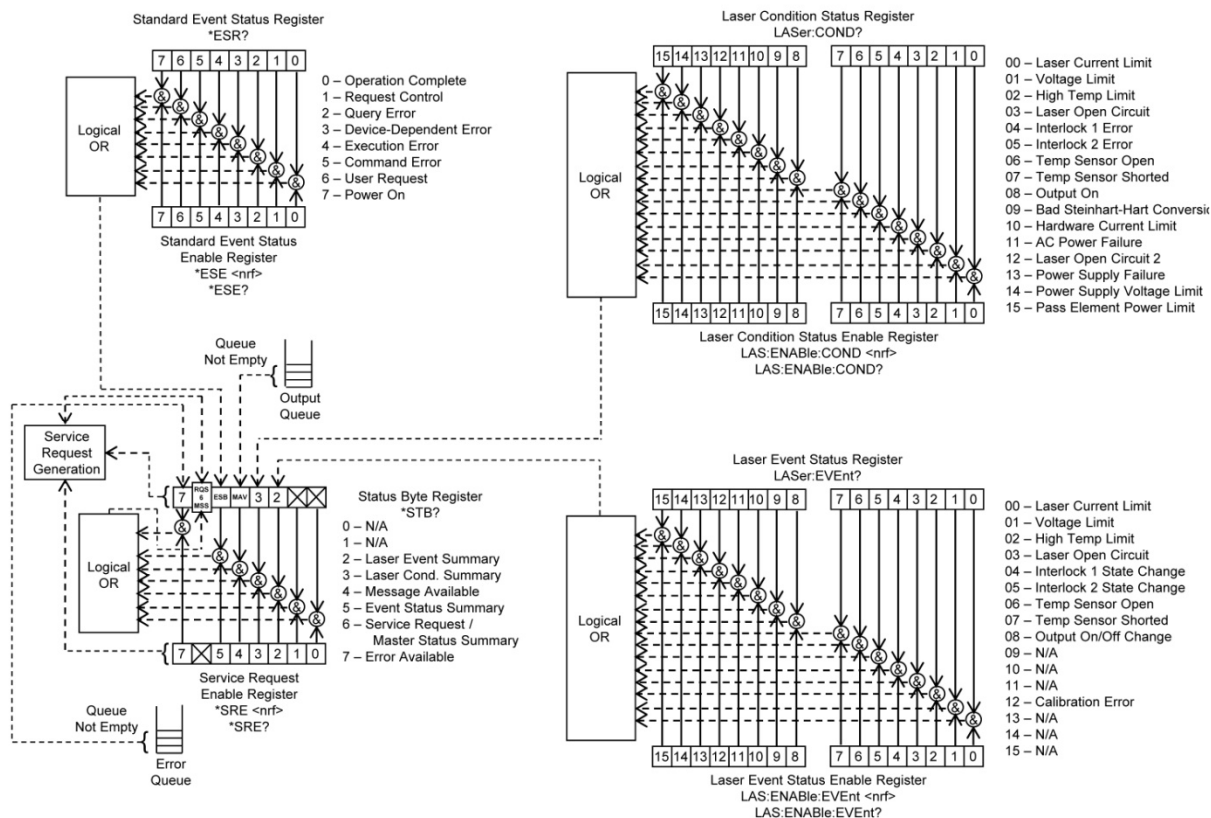 Standard Event Status Register
*ESR?
7 6 5 4 3 2 1 0
Logical
OR
& & & & & & & &
0 – Operation Complete
1 – Request Control
2 – Query Error
3 – Device-Dependent Error
4 – Execution Error
5 – Command Error
6 – User Request
7 – Power On
7 6 5 4 3 2 1 0
Standard Event Status
Enable Register
*ESE <nrf>
*ESE?
Laser Condition Status Register
LASer:COND?
15 14 13 12 11 10 9 8 7 6 5 4 3 2 1 0
Logical
OR
& & & & & & & & & & & & & & & &
00 – Laser Current Limit
01 – Voltage Limit
02 – High Temp Limit
03 – Laser Open Circuit
04 – Interlock 1 Error
05 – Interlock 2 Error
06 – Temp Sensor Open
07 – Temp Sensor Shorted
08 – Output On
09 – Bad Steinhart-Hart Conversio
10 – Hardware Current Limit
11 – AC Power Failure
12 – Laser Open Circuit 2
13 – Power Supply Failure
14 – Power Supply Voltage Limit
15 – Pass Element Power Limit
15 14 13 12 11 10 9 8 7 6 5 4 3 2 1 0
Laser Condition Status Enable Register
LAS:ENABle:COND <nrf>
LAS:ENABle:COND?
Queue
Not Empty
Output
Queue
Service
Request
Generation
7 RQS 6 MSS ESB MAV 3 2
Logical
OR
& & & & & & &
Status Byte Register
*STB?
0 – N/A
1 – N/A
2 – Laser Event Summary
3 – Laser Cond. Summary
4 – Message Available
5 – Event Status Summary
6 – Service Request /
Master Status Summary
7 – Error Available
7 5 4 3 2 1 0
Service Request
Enable Register
*SRE <nrf>
*SRE?
Queue
Not Empty
Error
Queue
Laser Event Status Register
LASer:EVEnt?
15 14 13 12 11 10 9 8 7 6 5 4 3 2 1 0
Logical
OR
& & & & & & & & & & & & & & & &
00 – Laser Current Limit
01 – Voltage Limit
02 – High Temp Limit
03 – Laser Open Circuit
04 – Interlock 1 State Change
05 – Interlock 2 State Change
06 – Temp Sensor Open
07 – Temp Sensor Shorted
08 – Output On/Off Change
09 – N/A
10 – N/A
11 – N/A
12 – Calibration Error
13 – N/A
14 – N/A
15 – N/A
15 14 13 12 11 10 9 8 7 6 5 4 3 2 1 0
Laser Event Status Enable Register
LAS:ENABle:EVEnt <nrf>
LAS:ENABle:EVEnt?